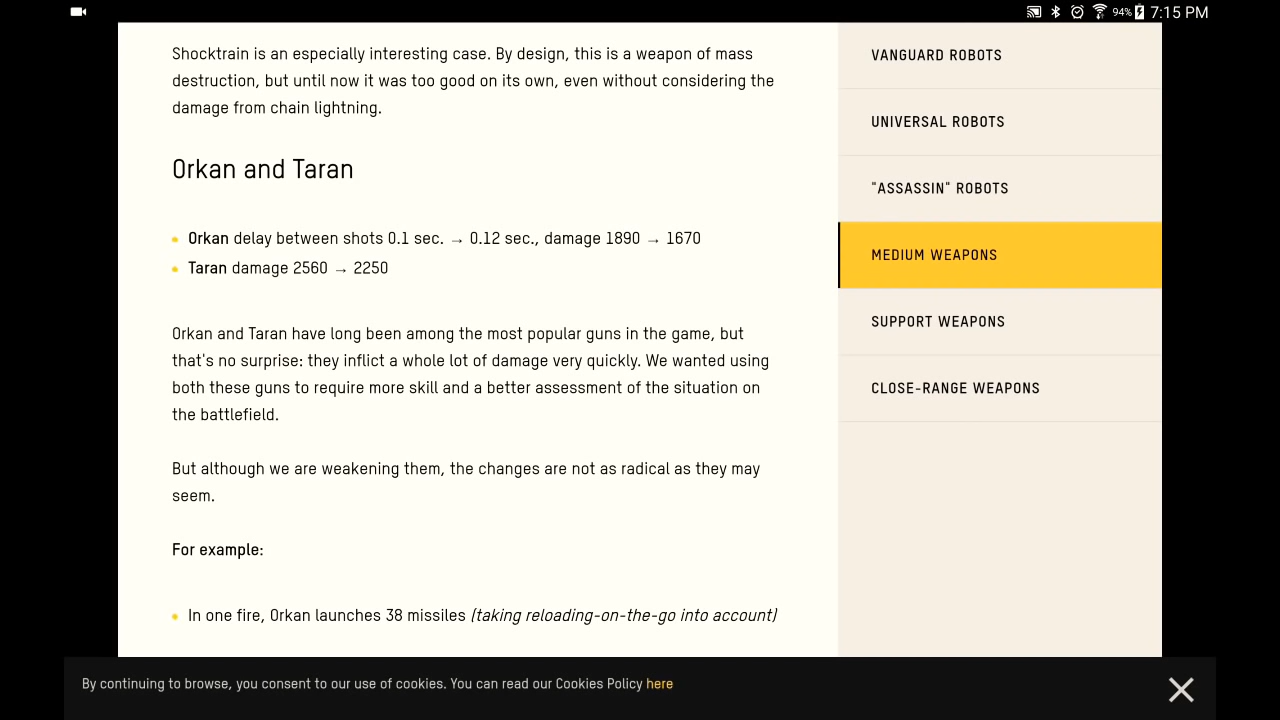 94% 7:15 PM
Shocktrain is an especially interesting case. By design, this is a weapon of mass
destruction, but until now it was too good on its own, even without considering the
damage from chain lightning.
Orkan and Taran
Orkan delay between shots 0.1 sec. → 0.12 sec., damage 1890 → 1670
Taran damage 2560 → 2250
Orkan and Taran have long been among the most popular guns in the game, but
that's no surprise: they inflict a whole lot of damage very quickly. We wanted using
both these guns to require more skill and a better assessment of the situation on
the battlefield.
But although we are weakening them, the changes are not as radical as they may
seem.
For example:
In one fire, Orkan launches 38 missiles (taking reloading-on-the-go into account)
VANGUARD ROBOTS
UNIVERSAL ROBOTS
"ASSASSIN" ROBOTS
MEDIUM WEAPONS
SUPPORT WEAPONS
CLOSE-RANGE WEAPONS
By continuing to browse, you consent to our use of cookies. You can read our Cookies Policy here